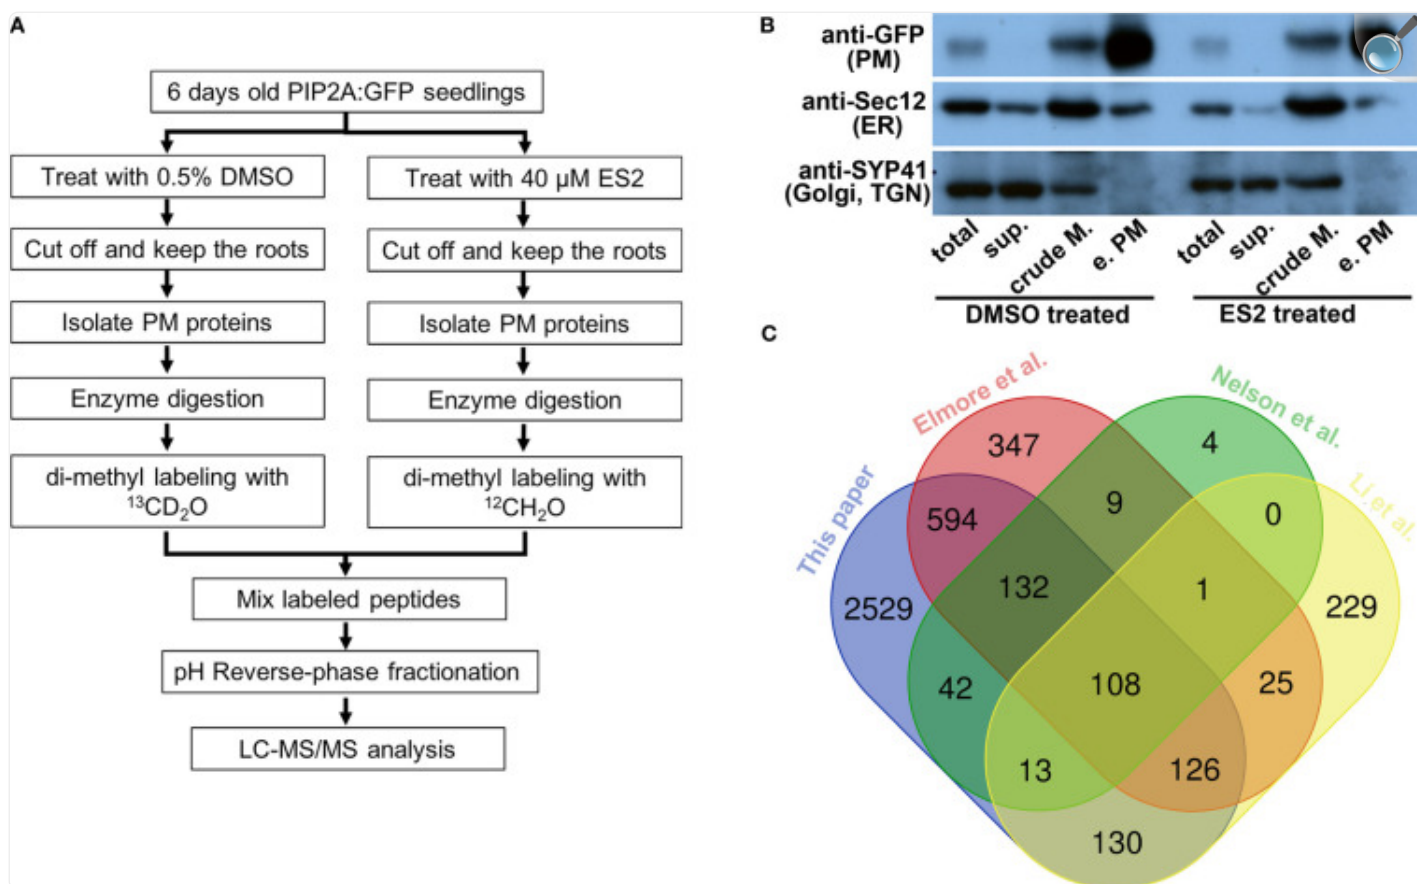 A
6 days old PIP2A:GFP seedlings
Treat with 0.5% DMSO
Treat with 40 µM ES2
Cut off and keep the roots
Cut off and keep the roots
Isolate PM proteins
Isolate PM proteins
Enzyme digestion
Enzyme digestion
di-methyl labeling with
¹³CD₂O
di-methyl labeling with
¹²CH₂O
Mix labeled peptides
pH Reverse-phase fractionation
LC-MS/MS analysis
B
anti-GFP
(PM)
anti-Sec12
(ER)
anti-SYP41
(Golgi, TGN)
total
sup.
crude M.
e. PM
total
sup.
crude M.
e. PM
DMSO treated
ES2 treated
C
This paper
Elmore et al.
Nelson et al.
Li et al.
347
4
594
9
0
2529
132
1
229
42
108
25
13
126
130